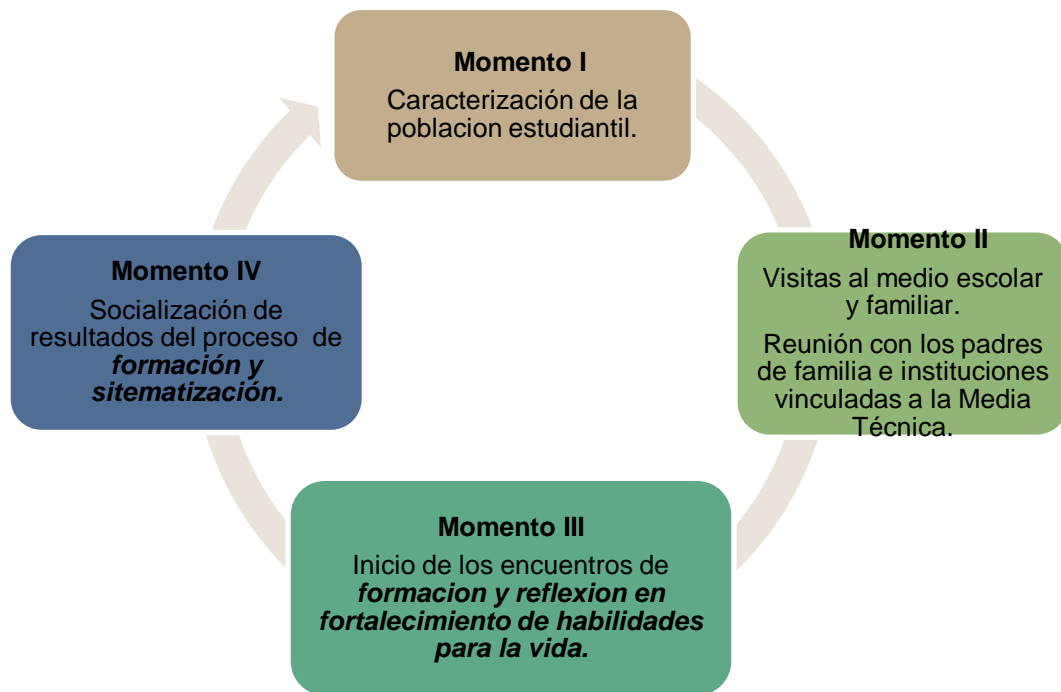 Momento I
Caracterización de la
poblacion estudiantil.
Momento II
Visitas al medio escolar
y familiar.
Reunión con los padres
de familia e instituciones
vinculadas a la Media
Técnica.
Momento III
Inicio de los encuentros de
formacion y reflexion en
fortalecimiento de habilidades
para la vida.
Momento IV
Socialización de
resultados del proceso de
formación y
sitematización.